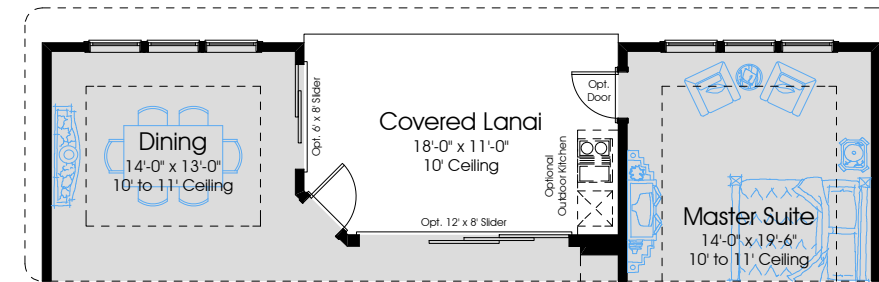 Dining
14'-0" x 13'-0"
10' to 11' Ceiling
Opt. 6' x 8' Slider
Covered Lanai
18'-0" x 11'-0"
10' Ceiling
Opt. 12' x 8' Slider
Optional
Outdoor Kitchen
Opt.
Door
Master Suite
14'-0" x 19'-6"
10' to 11' Ceiling